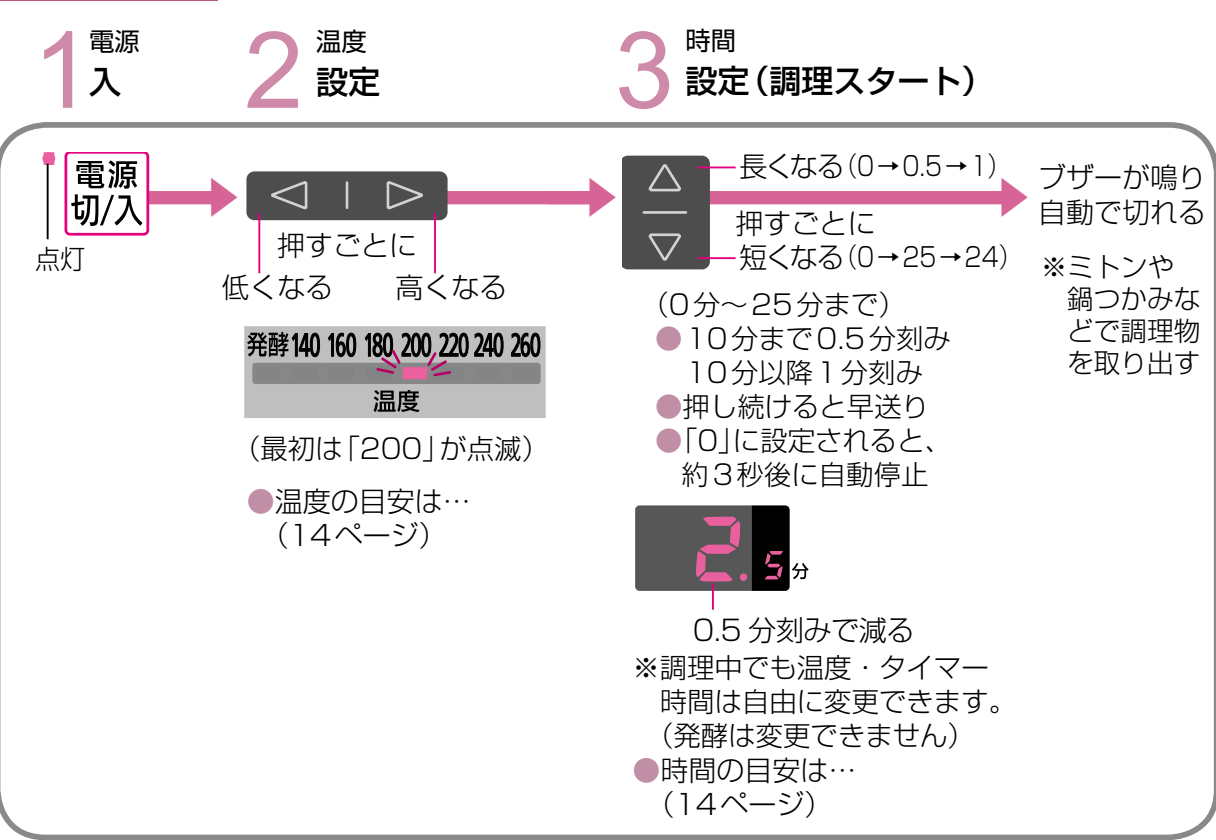 1 電源
入
2 温度
設定
3 時間
設定(調理スタート)
電源
切/入
点灯
押すごとに
低くなる
高くなる
発酵 140 160 180 200 220 240 260
温度
(最初は「200」が点滅)
●温度の目安は…
(14ページ)
長くなる(0→0.5→1)
押すごとに
短くなる(0→25→24)
(0分～25分まで)
●10分まで0.5分刻み
10分以降1分刻み
●押し続けると早送り
●「0」に設定されると、
約3秒後に自動停止
2.5分
0.5分刻みで減る
※調理中でも温度・タイマー
時間は自由に変更できます。
(発酵は変更できません)
●時間の目安は…
(14ページ)
ブザーが鳴り
自動で切れる
※ミトンや
鍋つかみな
どで調理物
を取り出す